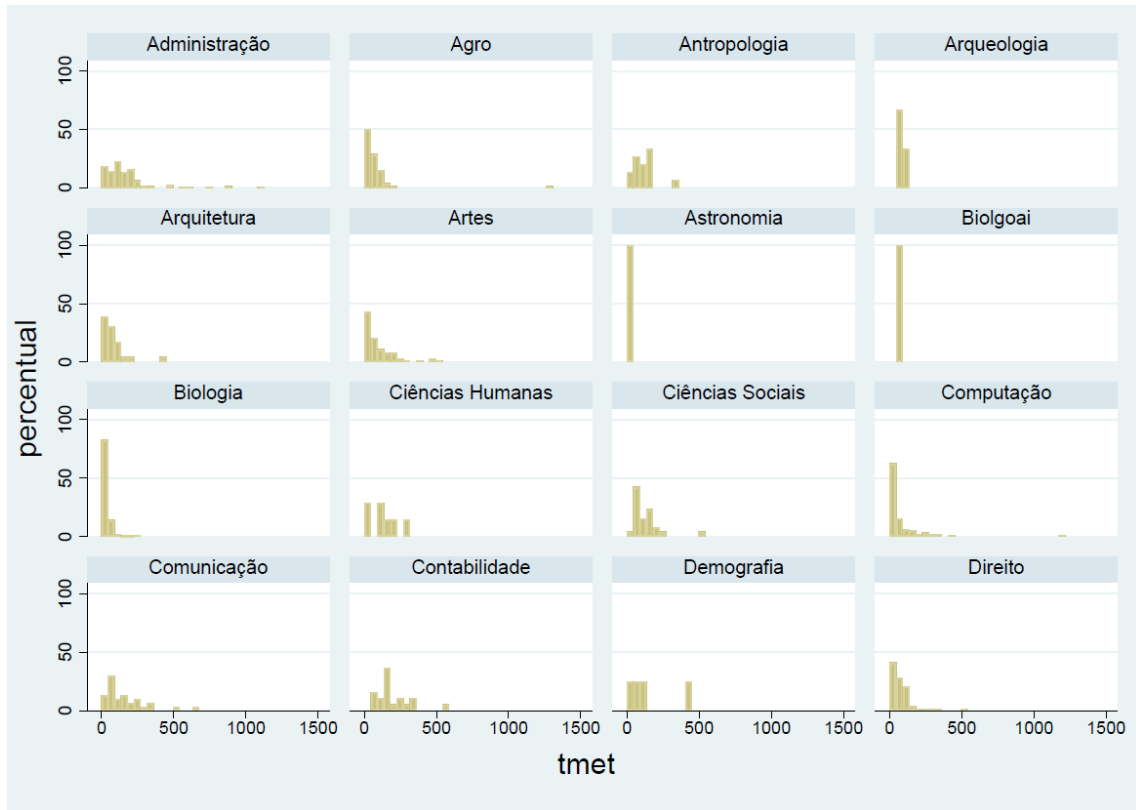 Administração Agro Antropologia Arqueologia
100
50
0
Arquitetura Artes Astronomia Biolgoai
100
50
0
percentual
Biologia Ciências Humanas Ciências Sociais Computação
100
50
0
Comunicação Contabilidade Demografia Direito
100
50
0
0 500 1000 1500 0 500 1000 1500 0 500 1000 1500 0 500 1000 1500
tmet